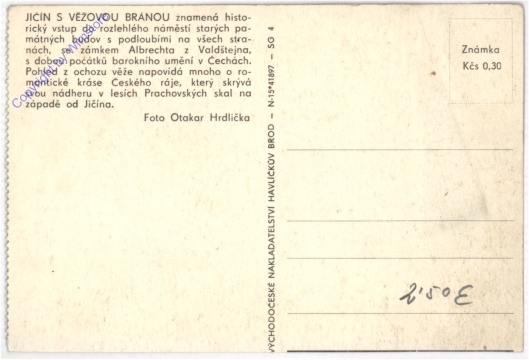 JIČÍN S VĚŽOVOU BRANOU znamená histo-
rický vstup do rozlehlého náměstí starých pa-
mátných budov s podloubími na všech stra-
nách, se zámkem Albrechta z Valdštejna,
s dobou počátků barokního umění v Čechách.
Pohled z ochozu věže napovídá mnoho o ro-
mantické kráse Českého ráje, který skrývá
svou nádheru v lesích Prachovských skal na
západě od Jičína.
Foto Otakar Hrdlička
VÝCHODOČESKÉ NAKLADATELSTVÍ HAVLÍČKŮV BROD - N-15*41897 - SG 4
Známka
Kčs 0,30
Copyright by